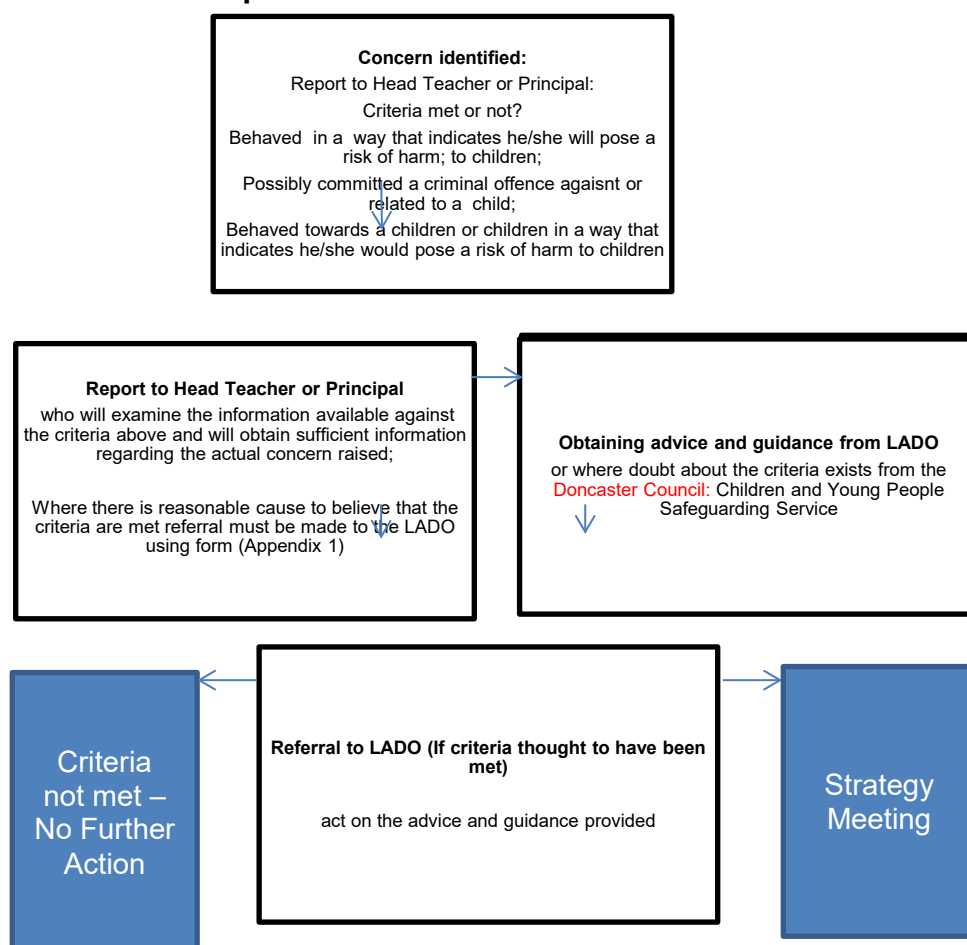 Concern identified:
Report to Head Teacher or Principal:
Criteria met or not?
Behaved in a way that indicates he/she will pose a
risk of harm; to children;
Possibly committed a criminal offence agaisnt or
related to a child;
Behaved towards a children or children in a way that
indicates he/she would pose a risk of harm to children
Report to Head Teacher or Principal
who will examine the information available against
the criteria above and will obtain sufficient information
regarding the actual concern raised;
Where there is reasonable cause to believe that the
criteria are met referral must be made to the LADO
using form (Appendix 1)
Obtaining advice and guidance from LADO
or where doubt about the criteria exists from the
Doncaster Council: Children and Young People
Safeguarding Service
Criteria
not met –
No Further
Action
Referral to LADO (If criteria thought to have been
met)
act on the advice and guidance provided
Strategy
Meeting